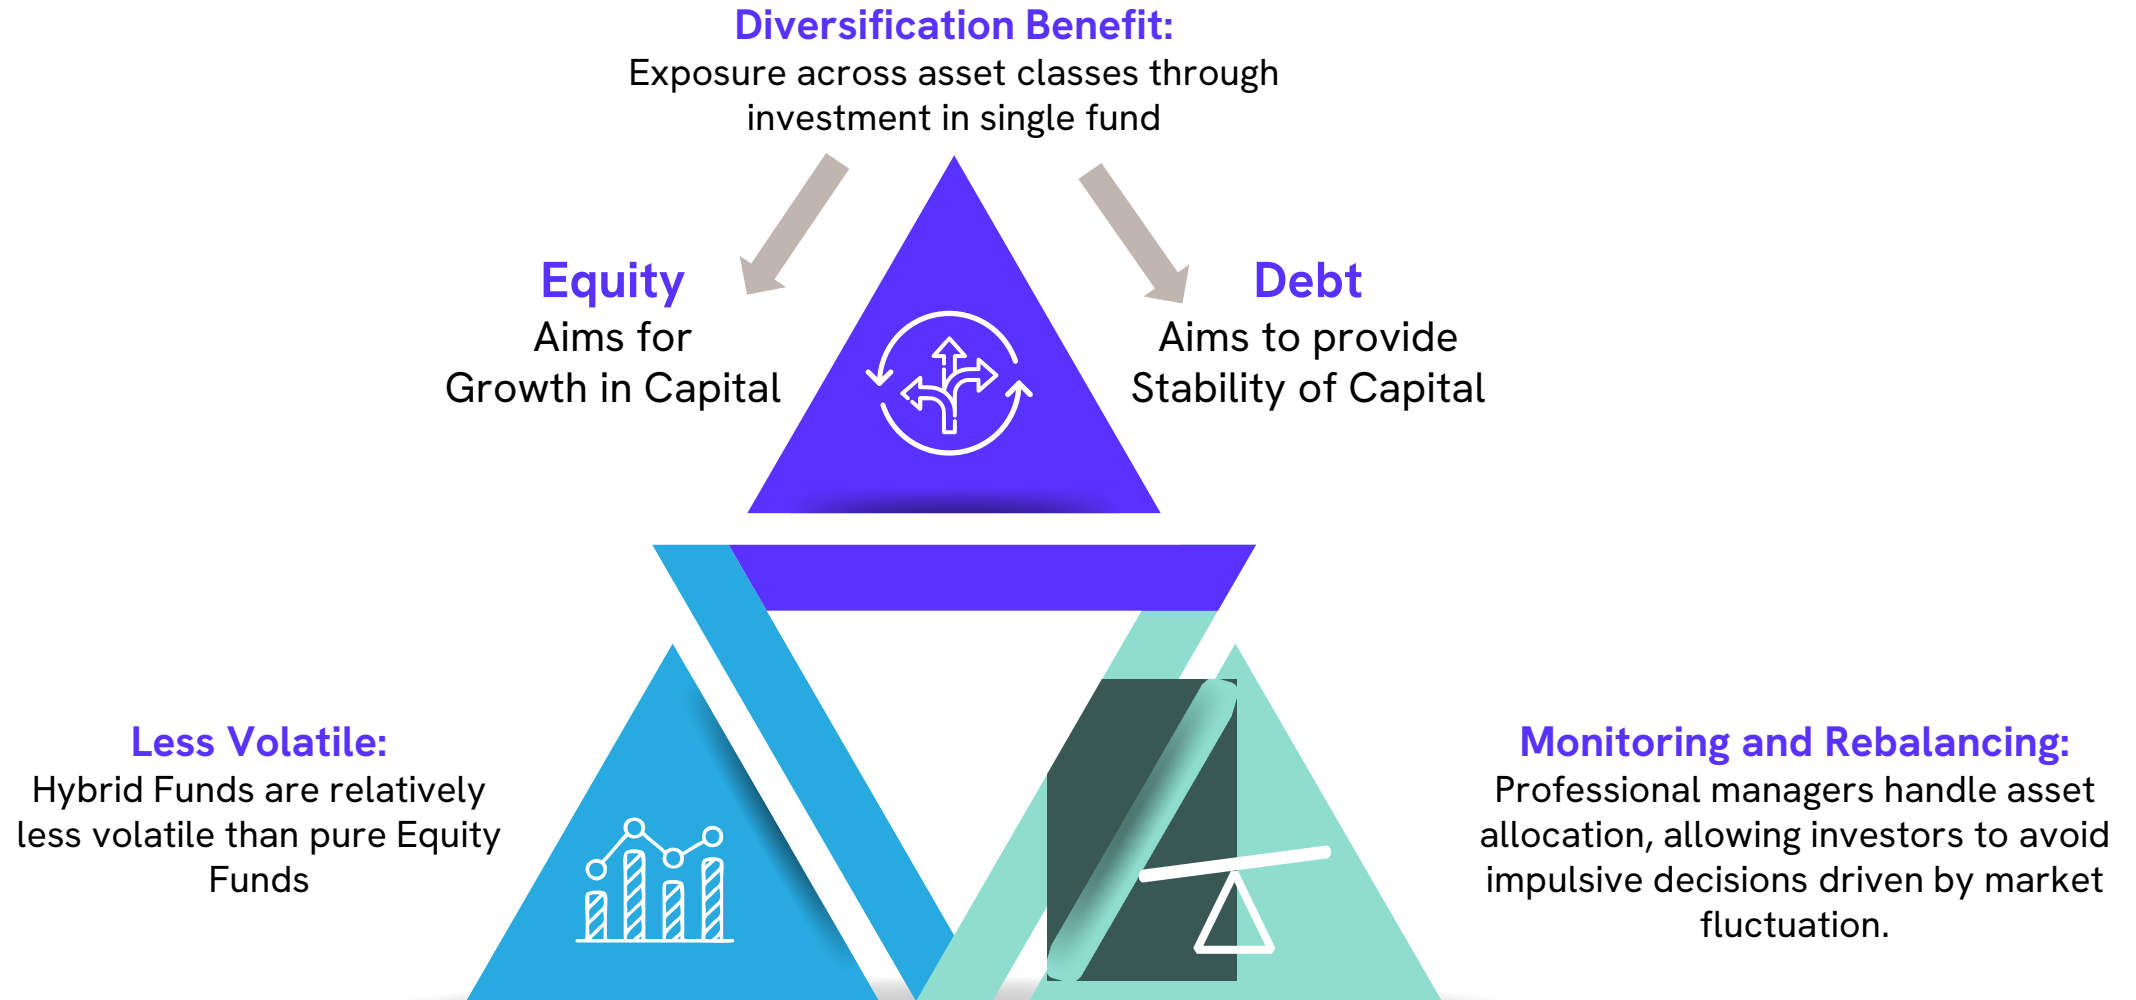 Diversification Benefit:
Exposure across asset classes through
investment in single fund
Equity
Aims for
Growth in Capital
Debt
Aims to provide
Stability of Capital
Less Volatile:
Hybrid Funds are relatively
less volatile than pure Equity
Funds
Monitoring and Rebalancing:
Professional managers handle asset
allocation, allowing investors to avoid
impulsive decisions driven by market
fluctuation.